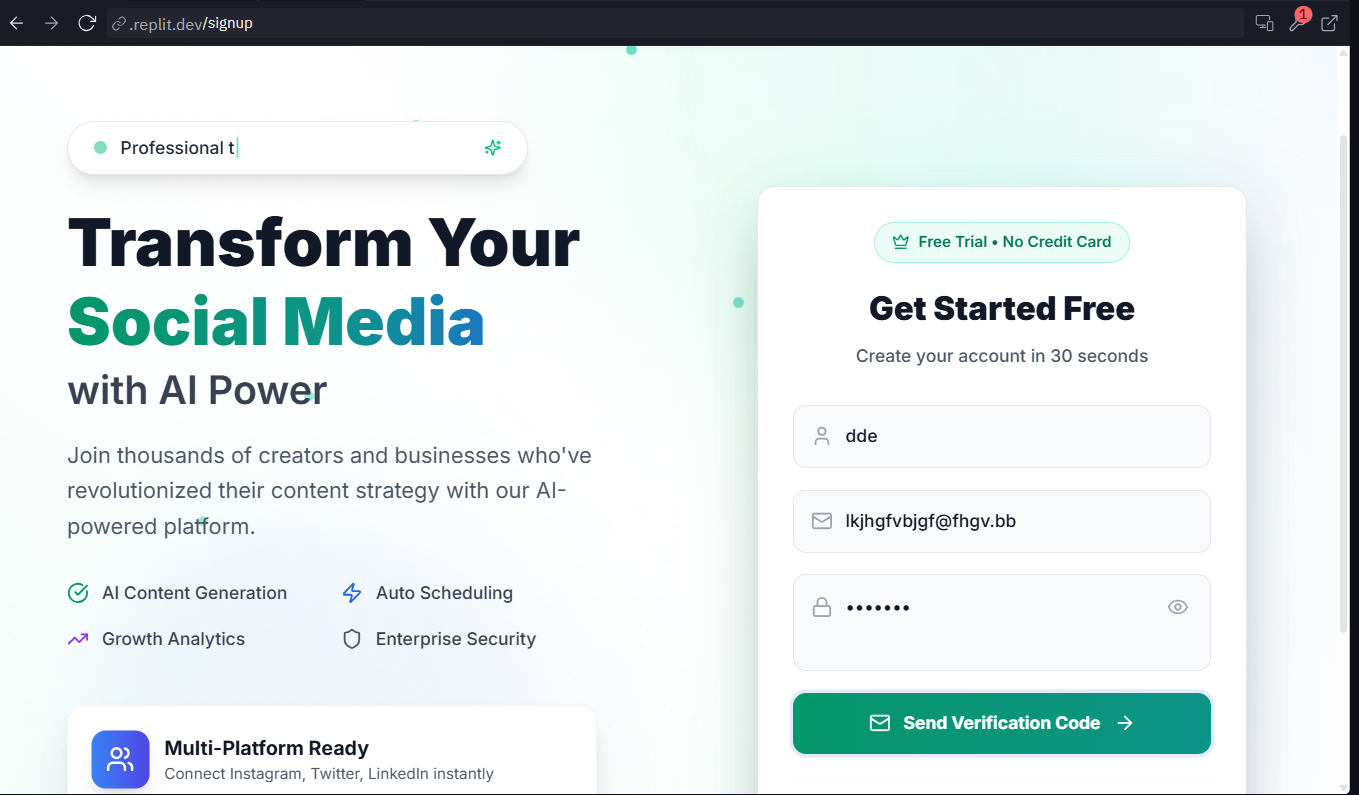 .replit.dev/signup
1
Professional t
Transform Your
Social Media
with AI Power
Join thousands of creators and businesses who've
revolutionized their content strategy with our AI-
powered platform.
AI Content Generation
Auto Scheduling
Growth Analytics
Enterprise Security
Multi-Platform Ready
Connect Instagram, Twitter, LinkedIn instantly
Free Trial • No Credit Card
Get Started Free
Create your account in 30 seconds
dde
lkjhgfvbjgf@fhgv.bb
•••••••
Send Verification Code